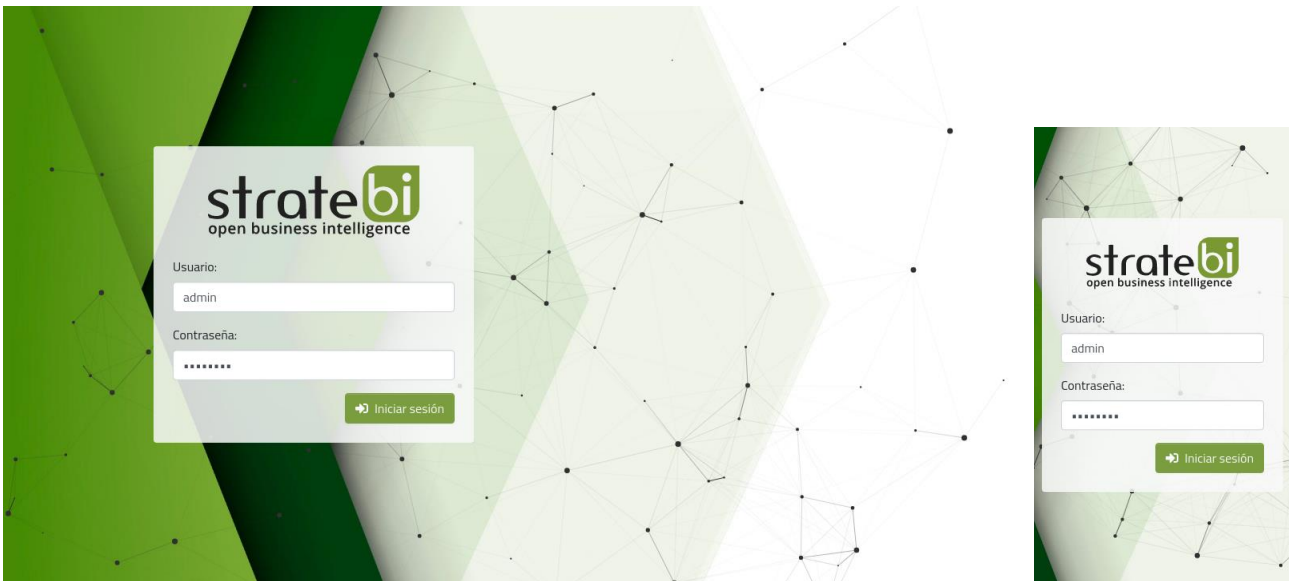 stratebi
open business intelligence
Usuario:
admin
Contraseña:
Iniciar sesión
stratebi
open business intelligence
Usuario:
admin
Contraseña:
Iniciar sesión